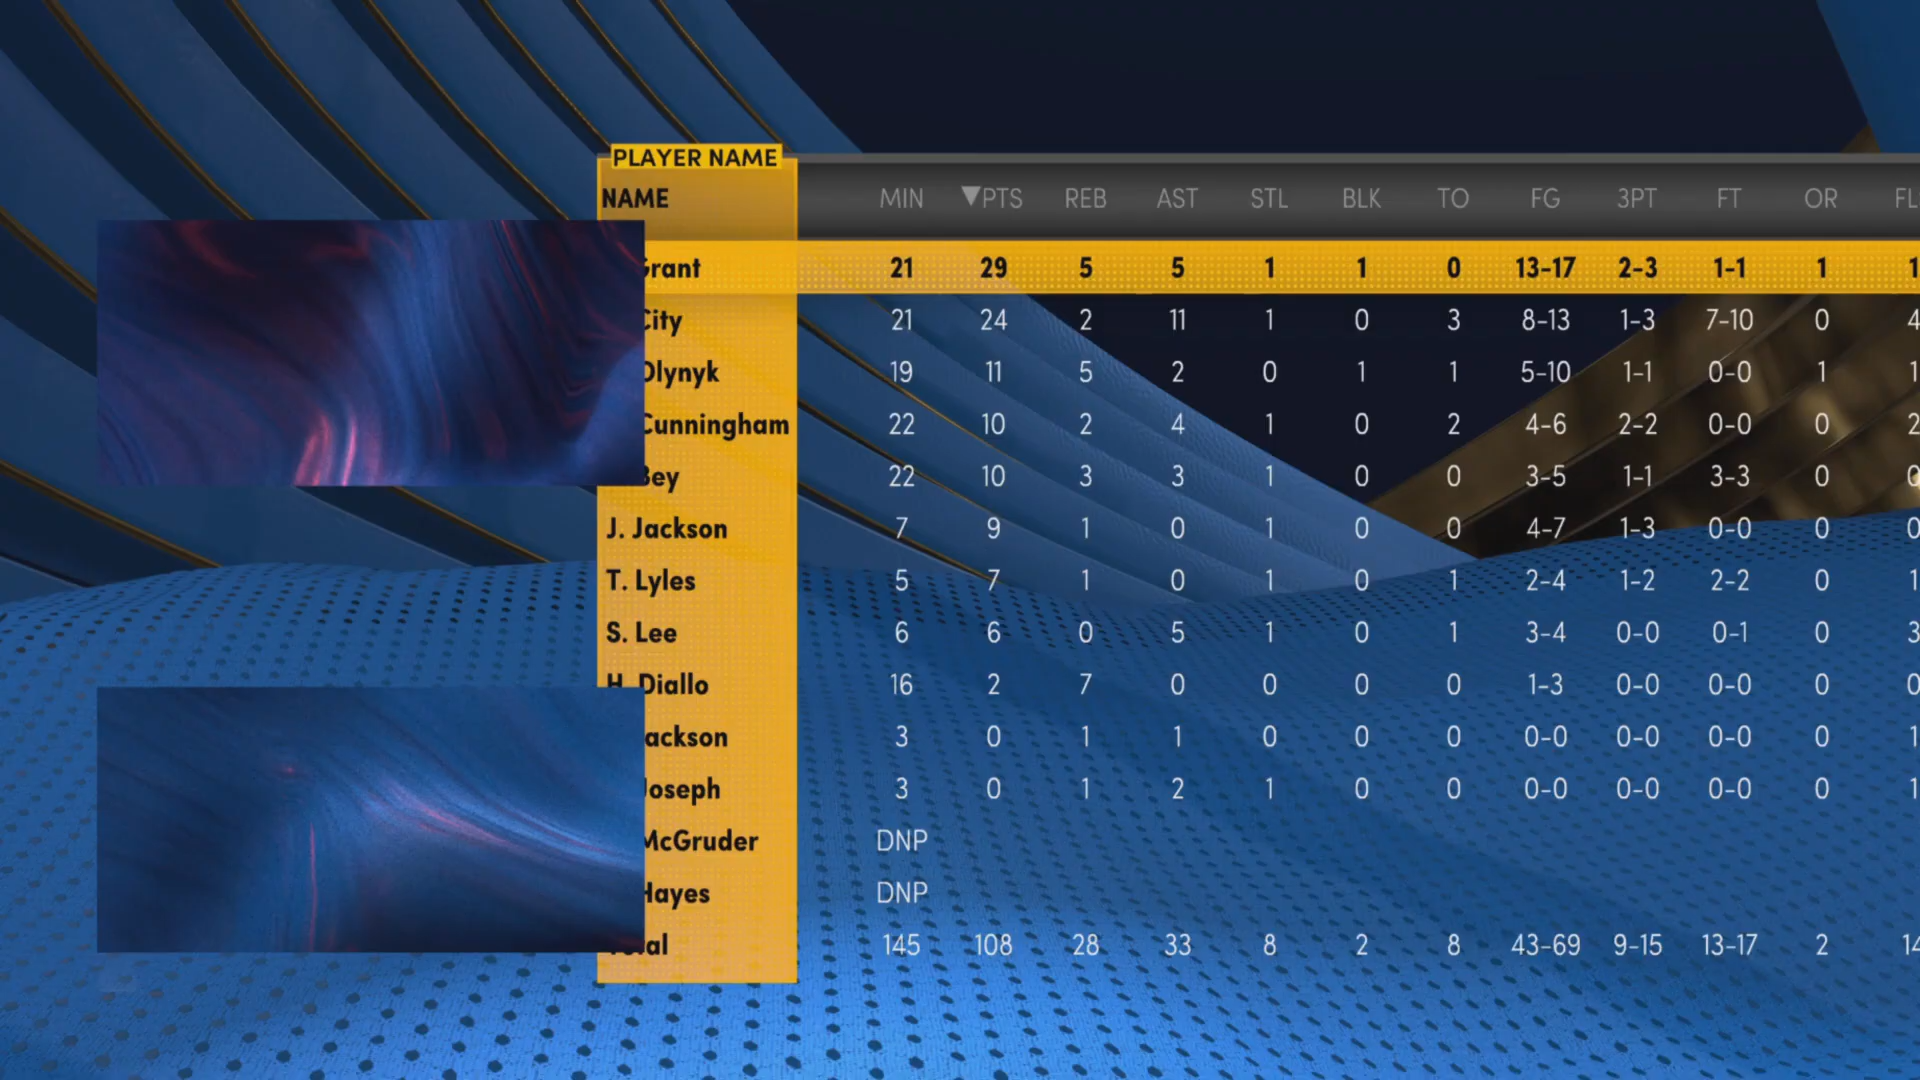 PLAYER NAME
NAME MIN ▼PTS REB AST STL BLK TO FG 3PT FT OR FL
Grant 21 29 5 5 1 1 0 13-17 2-3 1-1 1 1
City 21 24 2 11 1 0 3 8-13 1-3 7-10 0 4
Olynyk 19 11 5 2 0 1 1 5-10 1-1 0-0 1 1
Cunningham 22 10 2 4 1 0 2 4-6 2-2 0-0 0 2
Bey 22 10 3 3 1 0 0 3-5 1-1 3-3 0 0
J. Jackson 7 9 1 0 1 0 0 4-7 1-3 0-0 0 0
T. Lyles 5 7 1 0 1 0 1 2-4 1-2 2-2 0 1
S. Lee 6 6 0 5 1 0 1 3-4 0-0 0-1 0 3
H. Diallo 16 2 7 0 0 0 0 1-3 0-0 0-0 0 0
Jackson 3 0 1 1 0 0 0 0-0 0-0 0-0 0 1
Joseph 3 0 1 2 1 0 0 0-0 0-0 0-0 0 1
McGruder DNP
Hayes DNP
Total 145 108 28 33 8 2 8 43-69 9-15 13-17 2 14